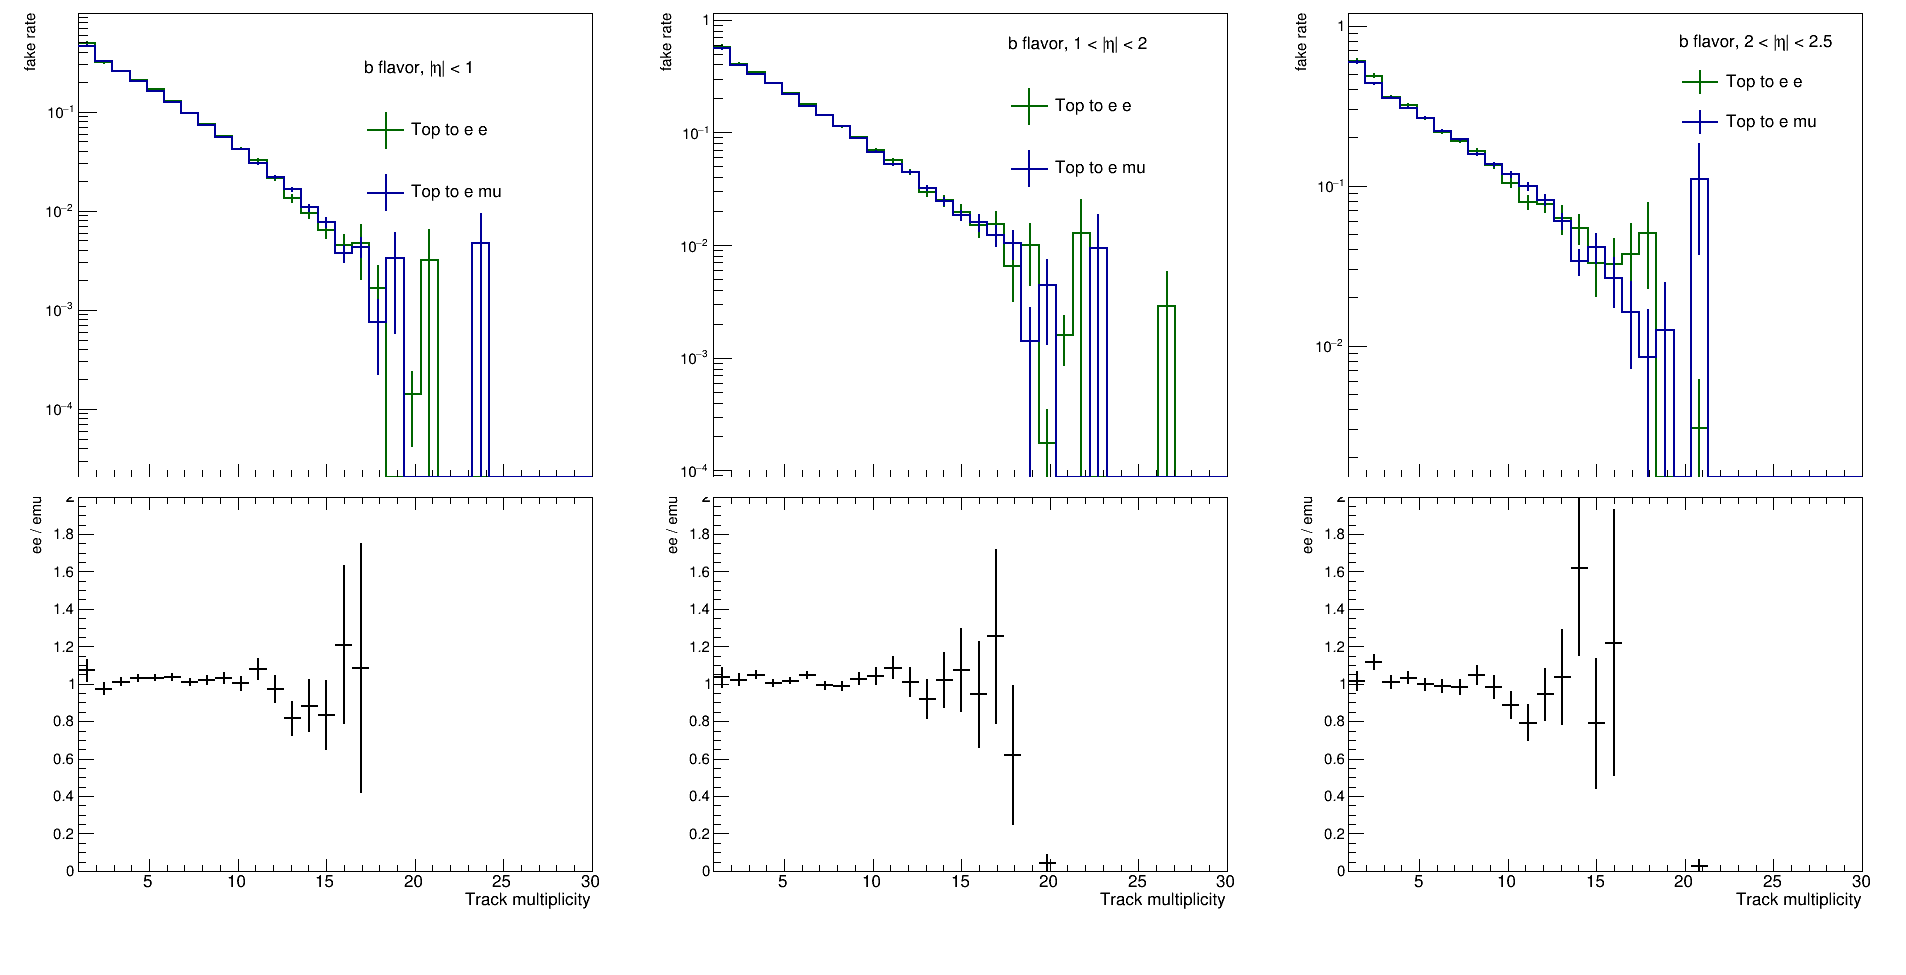 fake rate
b flavor, |η| < 1
Top to e e
Top to e mu
10⁻¹
10⁻²
10⁻³
10⁻⁴
fake rate
1
b flavor, 1 < |η| < 2
Top to e e
Top to e mu
10⁻¹
10⁻²
10⁻³
10⁻⁴
fake rate
1
b flavor, 2 < |η| < 2.5
Top to e e
Top to e mu
10⁻¹
10⁻²
ee / emu
2
1.8
1.6
1.4
1.2
1
0.8
0.6
0.4
0.2
0
5 10 15 20 25 30
Track multiplicity
ee / emu
2
1.8
1.6
1.4
1.2
1
0.8
0.6
0.4
0.2
0
5 10 15 20 25 30
Track multiplicity
ee / emu
2
1.8
1.6
1.4
1.2
1
0.8
0.6
0.4
0.2
0
5 10 15 20 25 30
Track multiplicity